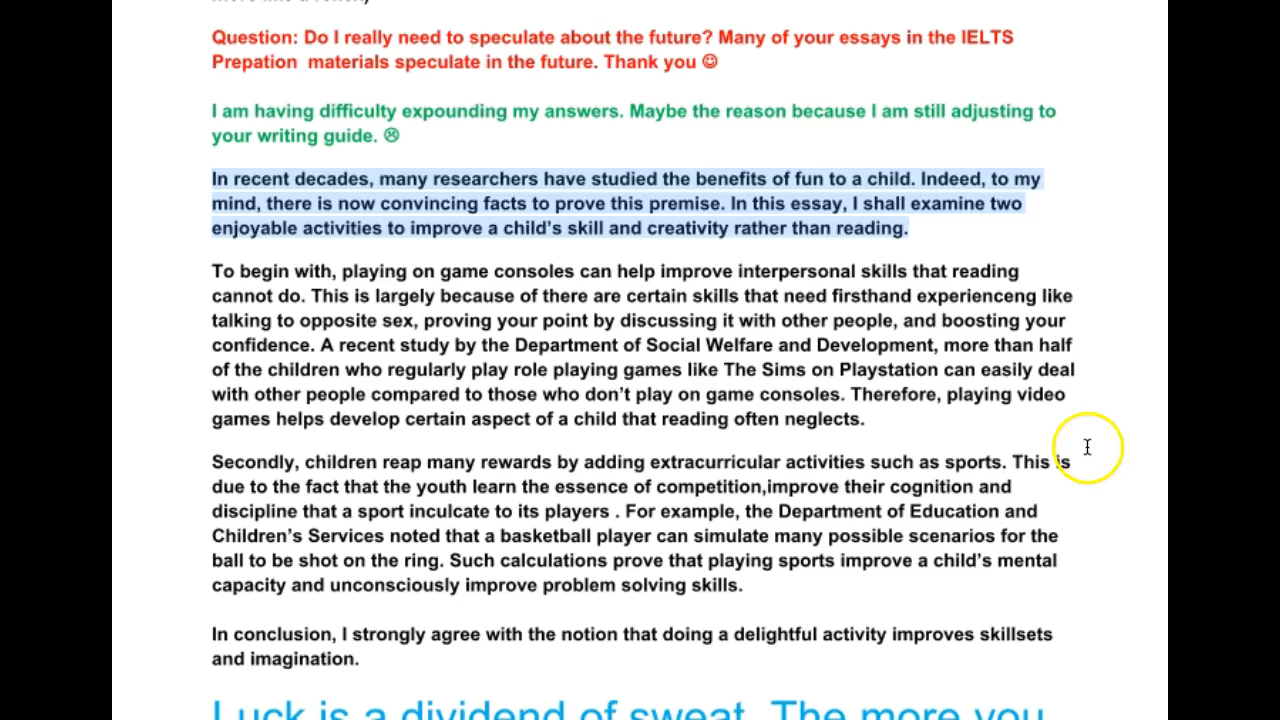 Question: Do I really need to speculate about the future? Many of your essays in the IELTS
Prepation  materials speculate in the future. Thank you ☺
I am having difficulty expounding my answers. Maybe the reason because I am still adjusting to
your writing guide. ☹
In recent decades, many researchers have studied the benefits of fun to a child. Indeed, to my
mind, there is now convincing facts to prove this premise. In this essay, I shall examine two
enjoyable activities to improve a child's skill and creativity rather than reading.
To begin with, playing on game consoles can help improve interpersonal skills that reading
cannot do. This is largely because of there are certain skills that need firsthand experienceng like
talking to opposite sex, proving your point by discussing it with other people, and boosting your
confidence. A recent study by the Department of Social Welfare and Development, more than half
of the children who regularly play role playing games like The Sims on Playstation can easily deal
with other people compared to those who don't play on game consoles. Therefore, playing video
games helps develop certain aspect of a child that reading often neglects.
Secondly, children reap many rewards by adding extracurricular activities such as sports. This is
due to the fact that the youth learn the essence of competition,improve their cognition and
discipline that a sport inculcate to its players . For example, the Department of Education and
Children's Services noted that a basketball player can simulate many possible scenarios for the
ball to be shot on the ring. Such calculations prove that playing sports improve a child's mental
capacity and unconsciously improve problem solving skills.
In conclusion, I strongly agree with the notion that doing a delightful activity improves skillsets
and imagination.
Luck is a dividend of sweat. The more you